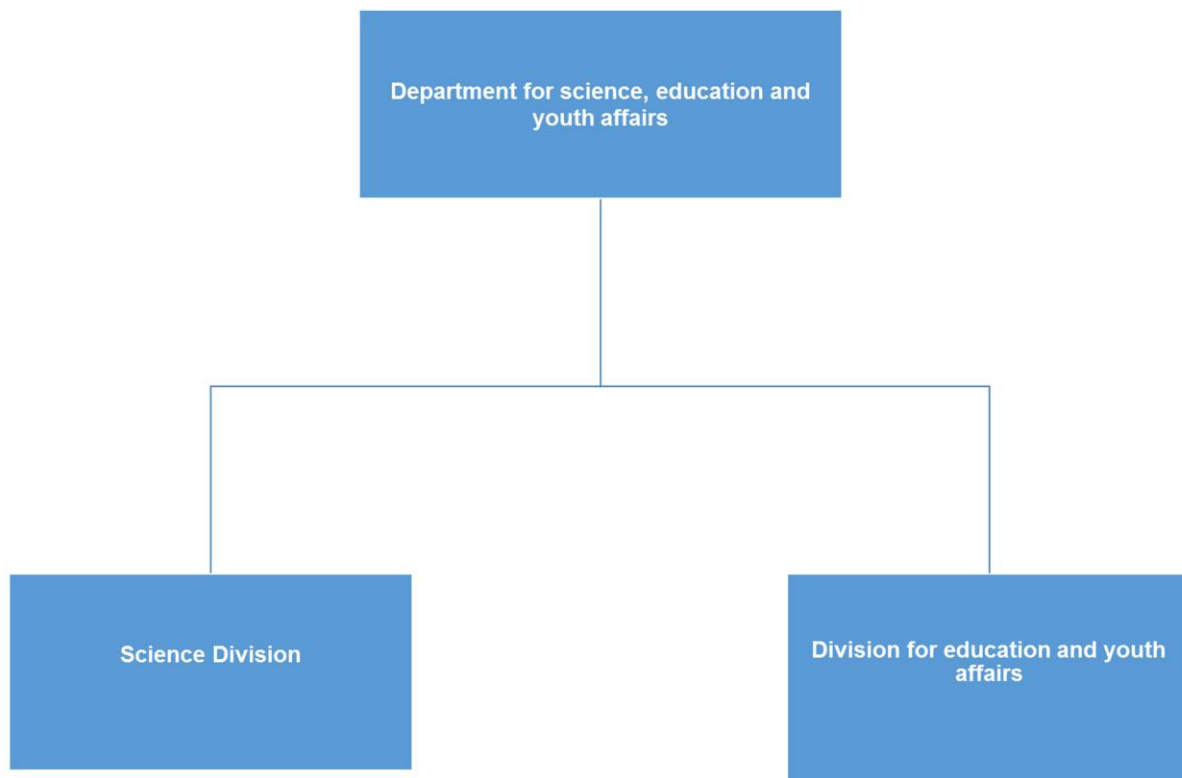 Department for science, education and
youth affairs
Science Division
Division for education and youth
affairs